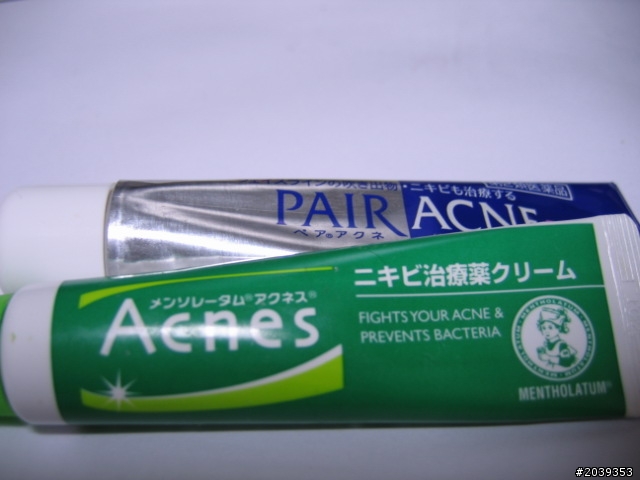 ニキビも治療する
PAIR ACNE
ペア®アクネ
メンソレータム®アクネス®
Acnes
ニキビ治療薬クリーム
FIGHTS YOUR ACNE &
PREVENTS BACTERIA
MENTHOLATUM
MENTHOLATUM®
#2039353